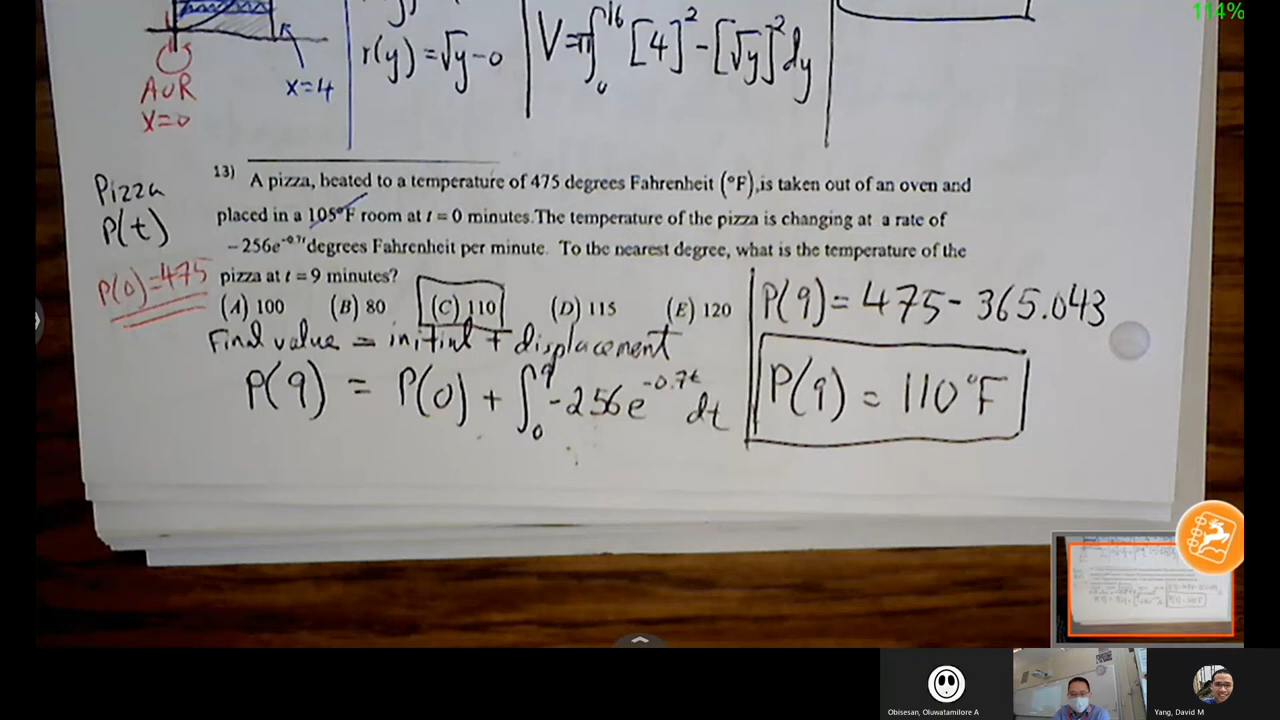 114%
r(y) = √y - 0
V = π∫₀¹⁶ [4]² - [√y]² dy
AOR
x=0
x=4
Pizza
P(t)
P(0)=475
13) A pizza, heated to a temperature of 475 degrees Fahrenheit (°F), is taken out of an oven and
placed in a 105°F room at t = 0 minutes. The temperature of the pizza is changing at a rate of
-256e^-0.7t degrees Fahrenheit per minute. To the nearest degree, what is the temperature of the
pizza at t = 9 minutes?
(A) 100 (B) 80 (C) 110 (D) 115 (E) 120
Final value = initial + displacement
P(9) = P(0) + ∫₀⁹ -256e^-0.7t dt
P(9) = 475 - 365.043
P(9) = 110°F
Obisesan, Oluwatamilore A
Yang, David M